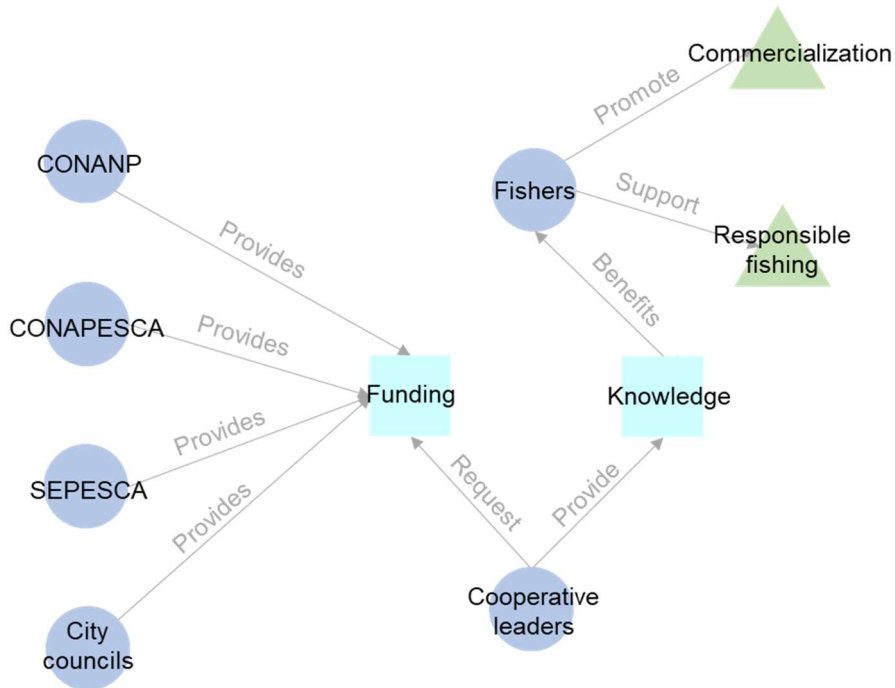 Commercialization
Promote
CONANP
Fishers
Support
Provides
Responsible
fishing
Benefits
CONAPESCA
Provides
Funding
Knowledge
Provides
SEPESCA
Request
Provide
Provides
Cooperative
leaders
City
councils